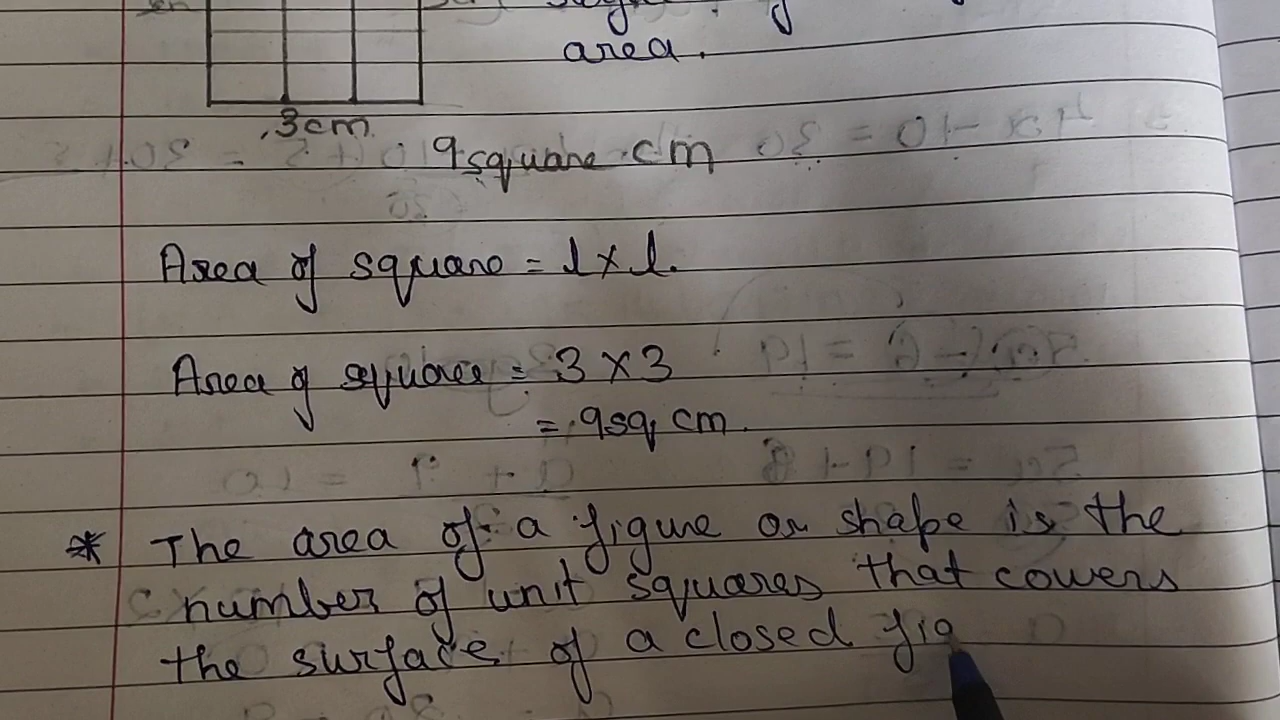 area.
3cm
9square cm
Area of square = l × l.
Area of square = 3 × 3
= 9sq cm.
* The area of a figure or shape is the
number of unit squares that cowers
the surface of a closed fig